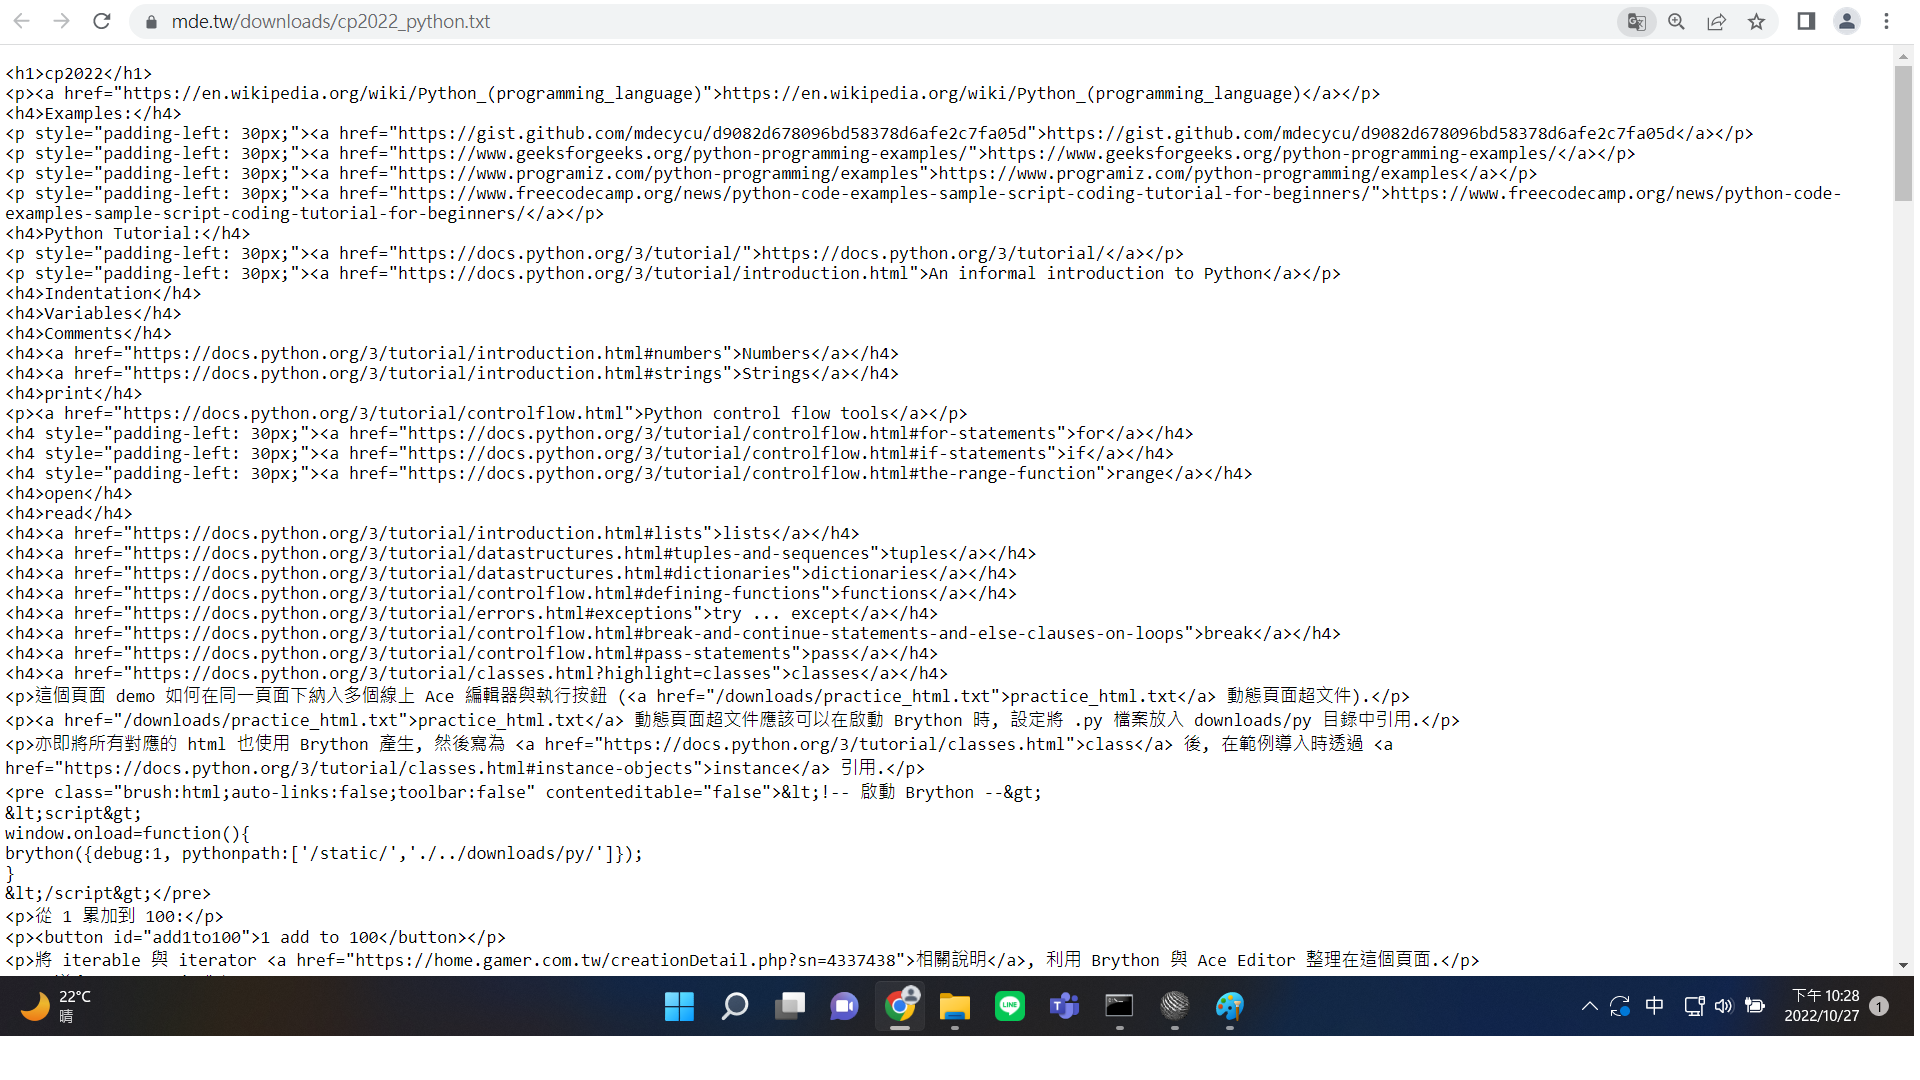 mde.tw/downloads/cp2022_python.txt
<h1>cp2022</h1>
<p><a href="https://en.wikipedia.org/wiki/Python_(programming_language)">https://en.wikipedia.org/wiki/Python_(programming_language)</a></p>
<h4>Examples:</h4>
<p style="padding-left: 30px;"><a href="https://gist.github.com/mdecycu/d9082d678096bd58378d6afe2c7fa05d">https://gist.github.com/mdecycu/d9082d678096bd58378d6afe2c7fa05d</a></p>
<p style="padding-left: 30px;"><a href="https://www.geeksforgeeks.org/python-programming-examples/">https://www.geeksforgeeks.org/python-programming-examples/</a></p>
<p style="padding-left: 30px;"><a href="https://www.programiz.com/python-programming/examples">https://www.programiz.com/python-programming/examples</a></p>
<p style="padding-left: 30px;"><a href="https://www.freecodecamp.org/news/python-code-examples-sample-script-coding-tutorial-for-beginners/">https://www.freecodecamp.org/news/python-code-
examples-sample-script-coding-tutorial-for-beginners/</a></p>
<h4>Python Tutorial:</h4>
<p style="padding-left: 30px;"><a href="https://docs.python.org/3/tutorial/">https://docs.python.org/3/tutorial/</a></p>
<p style="padding-left: 30px;"><a href="https://docs.python.org/3/tutorial/introduction.html">An informal introduction to Python</a></p>
<h4>Indentation</h4>
<h4>Variables</h4>
<h4>Comments</h4>
<h4><a href="https://docs.python.org/3/tutorial/introduction.html#numbers">Numbers</a></h4>
<h4><a href="https://docs.python.org/3/tutorial/introduction.html#strings">Strings</a></h4>
<h4>print</h4>
<p><a href="https://docs.python.org/3/tutorial/controlflow.html">Python control flow tools</a></p>
<h4 style="padding-left: 30px;"><a href="https://docs.python.org/3/tutorial/controlflow.html#for-statements">for</a></h4>
<h4 style="padding-left: 30px;"><a href="https://docs.python.org/3/tutorial/controlflow.html#if-statements">if</a></h4>
<h4 style="padding-left: 30px;"><a href="https://docs.python.org/3/tutorial/controlflow.html#the-range-function">range</a></h4>
<h4>open</h4>
<h4>read</h4>
<h4><a href="https://docs.python.org/3/tutorial/introduction.html#lists">lists</a></h4>
<h4><a href="https://docs.python.org/3/tutorial/datastructures.html#tuples-and-sequences">tuples</a></h4>
<h4><a href="https://docs.python.org/3/tutorial/datastructures.html#dictionaries">dictionaries</a></h4>
<h4><a href="https://docs.python.org/3/tutorial/controlflow.html#defining-functions">functions</a></h4>
<h4><a href="https://docs.python.org/3/tutorial/errors.html#exceptions">try ... except</a></h4>
<h4><a href="https://docs.python.org/3/tutorial/controlflow.html#break-and-continue-statements-and-else-clauses-on-loops">break</a></h4>
<h4><a href="https://docs.python.org/3/tutorial/controlflow.html#pass-statements">pass</a></h4>
<h4><a href="https://docs.python.org/3/tutorial/classes.html?highlight=classes">classes</a></h4>
<p>這個頁面 demo 如何在同一頁面下納入多個線上 Ace 編輯器與執行按鈕 (<a href="/downloads/practice_html.txt">practice_html.txt</a> 動態頁面超文件).</p>
<p><a href="/downloads/practice_html.txt">practice_html.txt</a> 動態頁面超文件應該可以在啟動 Brython 時, 設定將 .py 檔案放入 downloads/py 目錄中引用.</p>
<p>亦即將所有對應的 html 也使用 Brython 產生, 然後寫為 <a href="https://docs.python.org/3/tutorial/classes.html">class</a> 後, 在範例導入時透過 <a
href="https://docs.python.org/3/tutorial/classes.html#instance-objects">instance</a> 引用.</p>
<pre class="brush:html;auto-links:false;toolbar:false" contenteditable="false">&lt;!-- 啟動 Brython --&gt;
&lt;script&gt;
window.onload=function(){
brython({debug:1, pythonpath:['/static/','./../downloads/py/']});
}
&lt;/script&gt;</pre>
<p>從 1 累加到 100:</p>
<p><button id="add1to100">1 add to 100</button></p>
<p>將 iterable 與 iterator <a href="https://home.gamer.com.tw/creationDetail.php?sn=4337438">相關說明</a>, 利用 Brython 與 Ace Editor 整理在這個頁面.</p>
22°C
晴
LINE
中
下午 10:28
2022/10/27
1